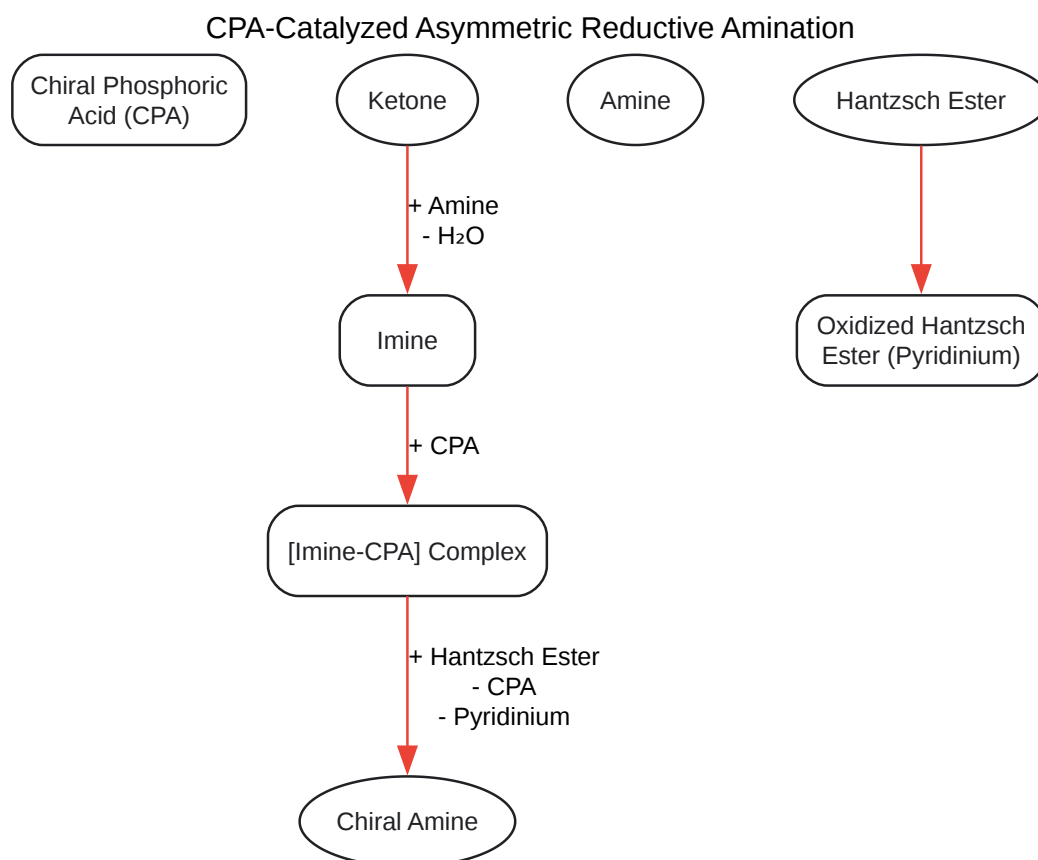 CPA-Catalyzed Asymmetric Reductive Amination
Chiral Phosphoric
Acid (CPA)
Ketone
Amine
Hantzsch Ester
+ Amine
- H₂O
Imine
Oxidized Hantzsch
Ester (Pyridinium)
+ CPA
[Imine-CPA] Complex
+ Hantzsch Ester
- CPA
- Pyridinium
Chiral Amine